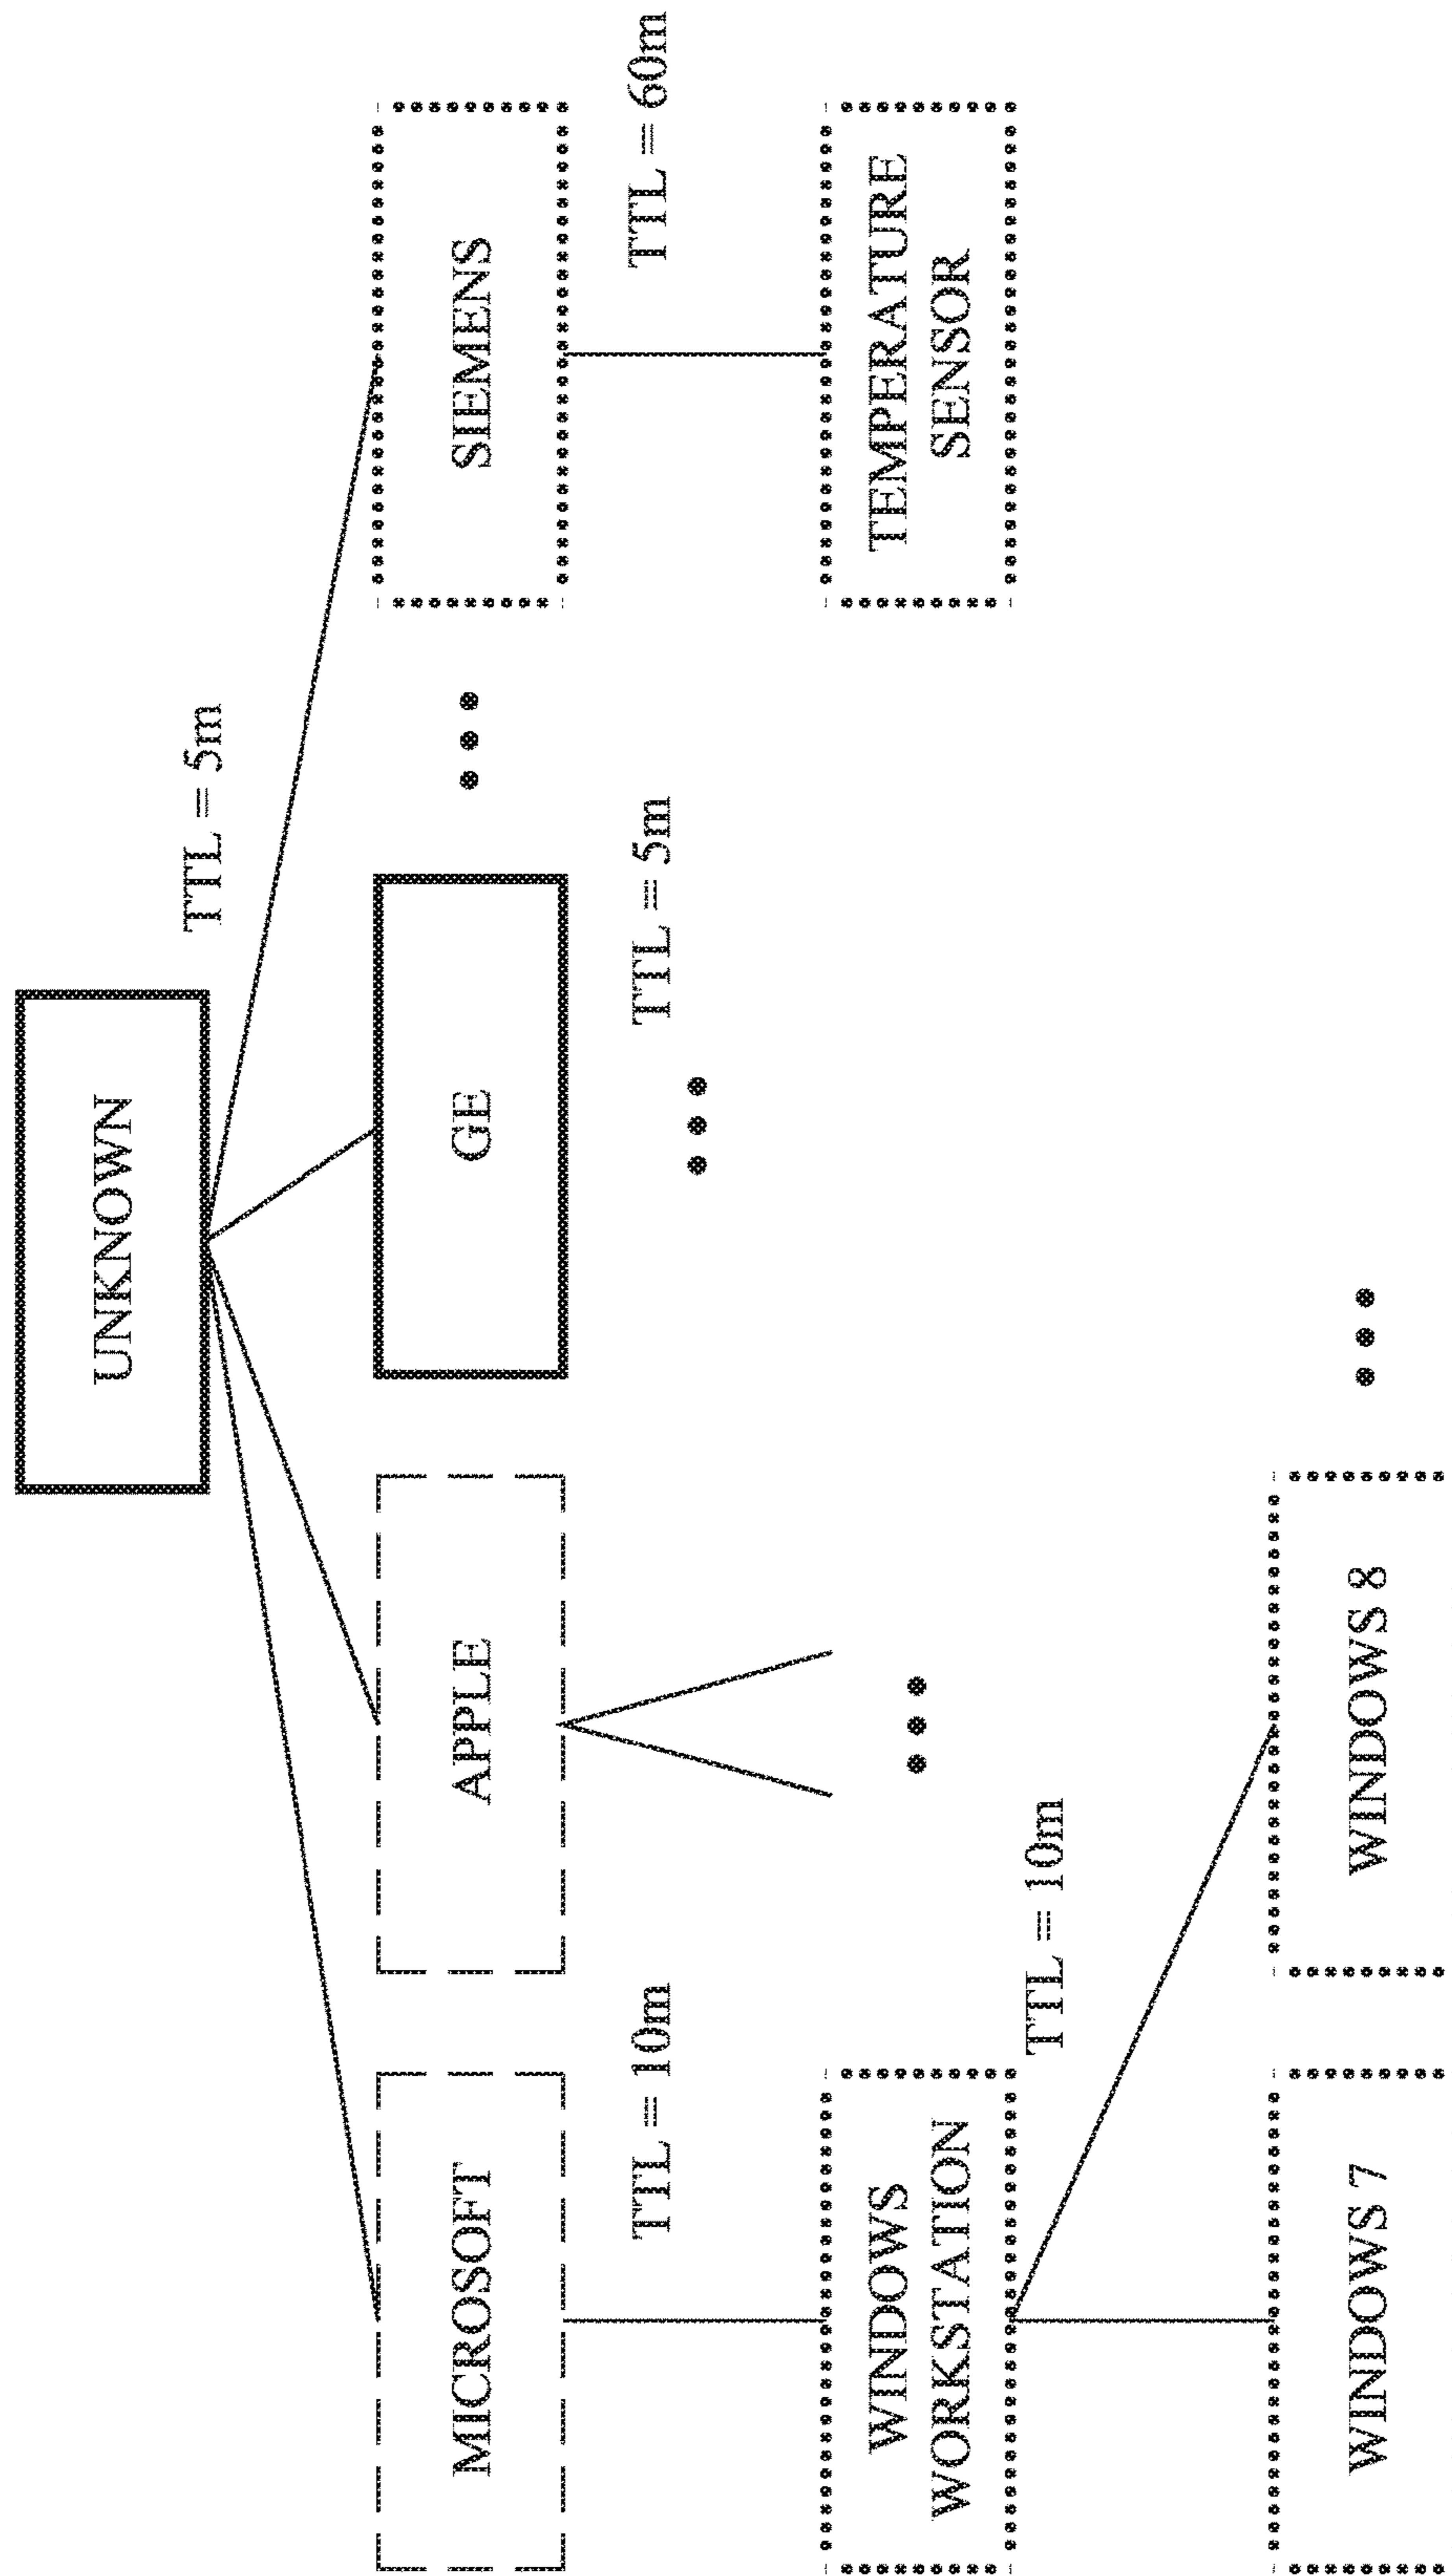 UNKNOWN
TTL = 5m
MICROSOFT
APPLE
GE
SIEMENS
TTL = 10m
TTL = 5m
TTL = 60m
WINDOWS
WORKSTATION
TEMPERATURE
SENSOR
TTL = 10m
WINDOWS 7
WINDOWS 8